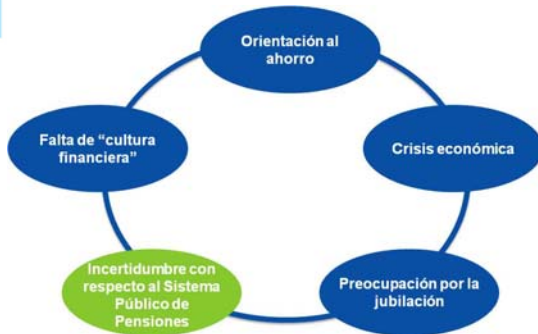 Orientación al
ahorro
Falta de “cultura
financiera”
Crisis económica
Incertidumbre con
respecto al Sistema
Público de
Pensiones
Preocupación por la
jubilación